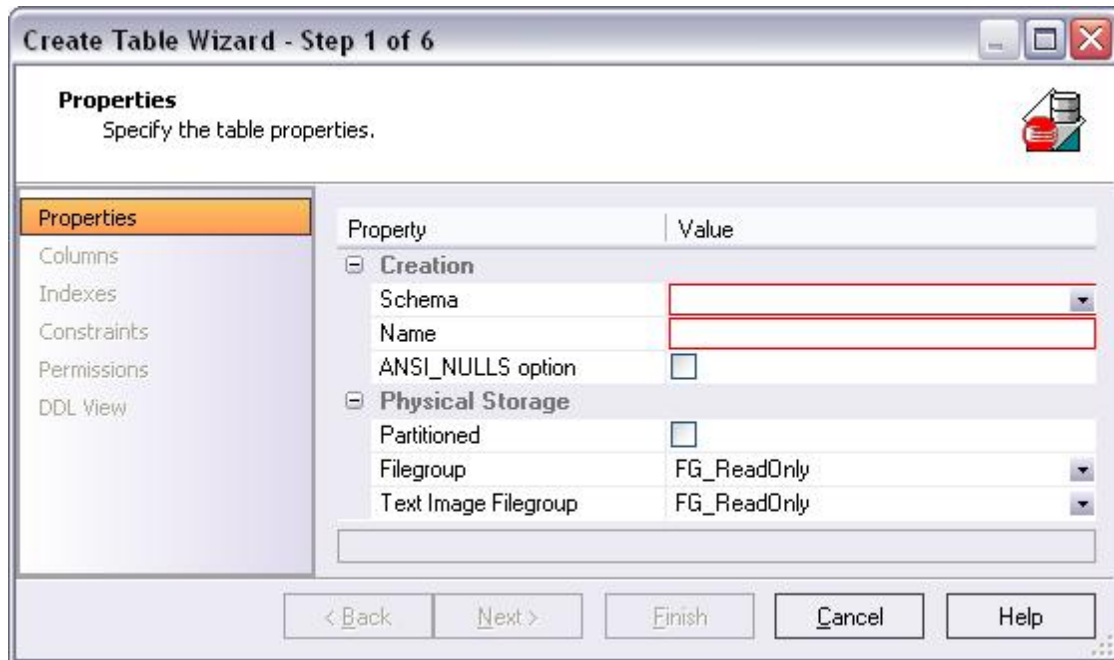 Create Table Wizard - Step 1 of 6
Properties
Specify the table properties.
Properties
Columns
Indexes
Constraints
Permissions
DDL View
Property Value
Creation
Schema
Name
ANSI_NULLS option
Physical Storage
Partitioned
Filegroup FG_ReadOnly
Text Image Filegroup FG_ReadOnly
< Back Next > Finish Cancel Help